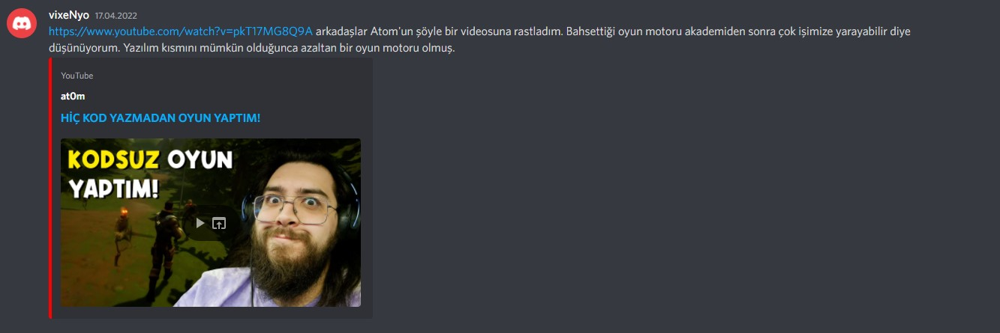 vixeNyo 17.04.2022
https://www.youtube.com/watch?v=pkT17MG8Q9A arkadaşlar Atom'un şöyle bir videosuna rastladım. Bahsettiği oyun motoru akademiden sonra çok işimize yarayabilir diye
düşünüyorum. Yazılım kısmını mümkün olduğunca azaltan bir oyun motoru olmuş.
YouTube
at0m
HİÇ KOD YAZMADAN OYUN YAPTIM!
KODSUZ OYUN
YAPTIM!